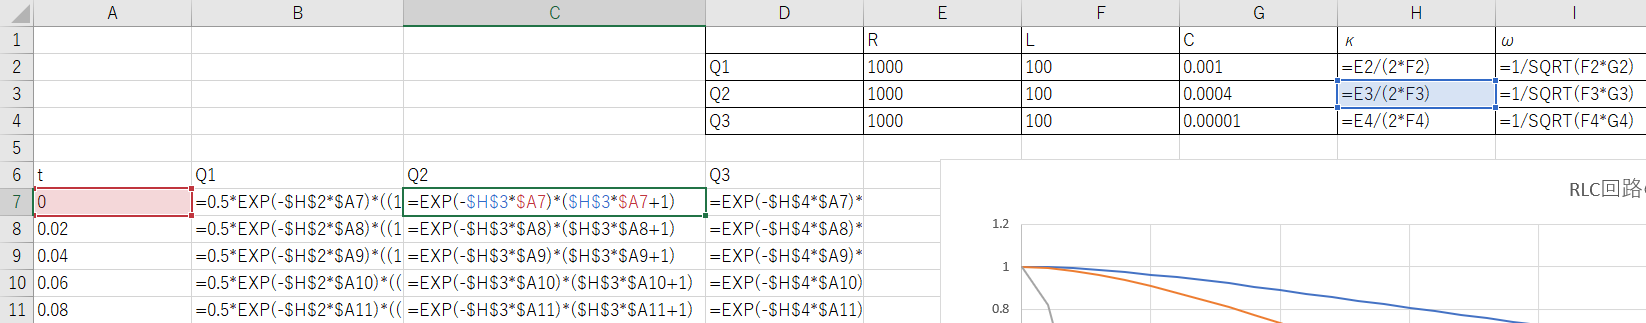 A B C D E F G H I
1 R L C κ ω
2 Q1 1000 100 0.001 =E2/(2*F2) =1/SQRT(F2*G2)
3 Q2 1000 100 0.0004 =E3/(2*F3) =1/SQRT(F3*G3)
4 Q3 1000 100 0.00001 =E4/(2*F4) =1/SQRT(F4*G4)
5
6 t Q1 Q2 Q3
7 0 =0.5*EXP(-$H$2*$A7)*((1 =EXP(-$H$3*$A7)*($H$3*$A7+1) =EXP(-$H$4*$A7)*
8 0.02 =0.5*EXP(-$H$2*$A8)*((1 =EXP(-$H$3*$A8)*($H$3*$A8+1) =EXP(-$H$4*$A8)*
9 0.04 =0.5*EXP(-$H$2*$A9)*((1 =EXP(-$H$3*$A9)*($H$3*$A9+1) =EXP(-$H$4*$A9)*
10 0.06 =0.5*EXP(-$H$2*$A10)*(( =EXP(-$H$3*$A10)*($H$3*$A10+1) =EXP(-$H$4*$A10)
11 0.08 =0.5*EXP(-$H$2*$A11)*(( =EXP(-$H$3*$A11)*($H$3*$A11+1) =EXP(-$H$4*$A11)
RLC回路
1.2
1
0.8